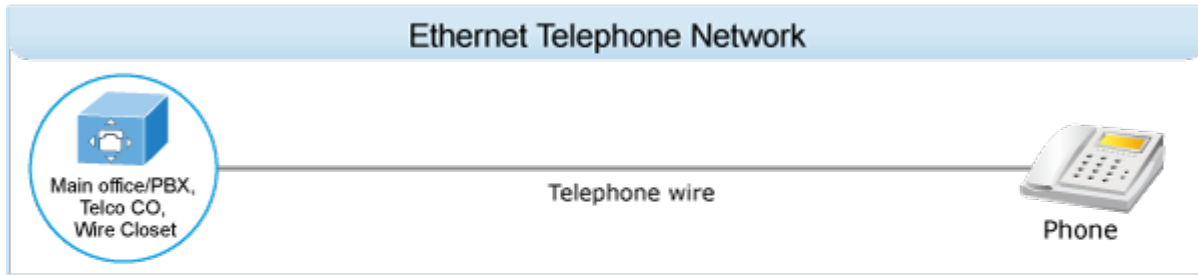 Ethernet Telephone Network
Main office/PBX,
Telco CO,
Wire Closet
Telephone wire
Phone